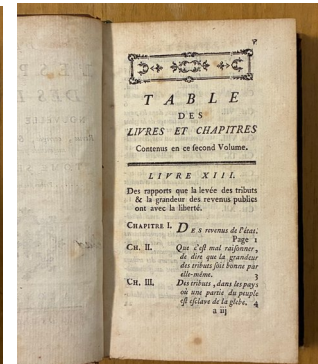 TABLE
DES
LIVRES ET CHAPITRES
Contenus en ce second Volume.
LIVRE XIII.
Des rapports que la levée des tributs
& la grandeur des revenus publics
ont avec la liberté.
CHAPITRE I. DES revenus de l'état.
Page 1
CH. II. Que c'est mal raisonner,
de dire que la grandeur
des tributs soit bonne par
elle-même. 3
CH. III. Des tributs, dans les pays
où une partie du peuple
est esclave de la glebe. 4
a iij